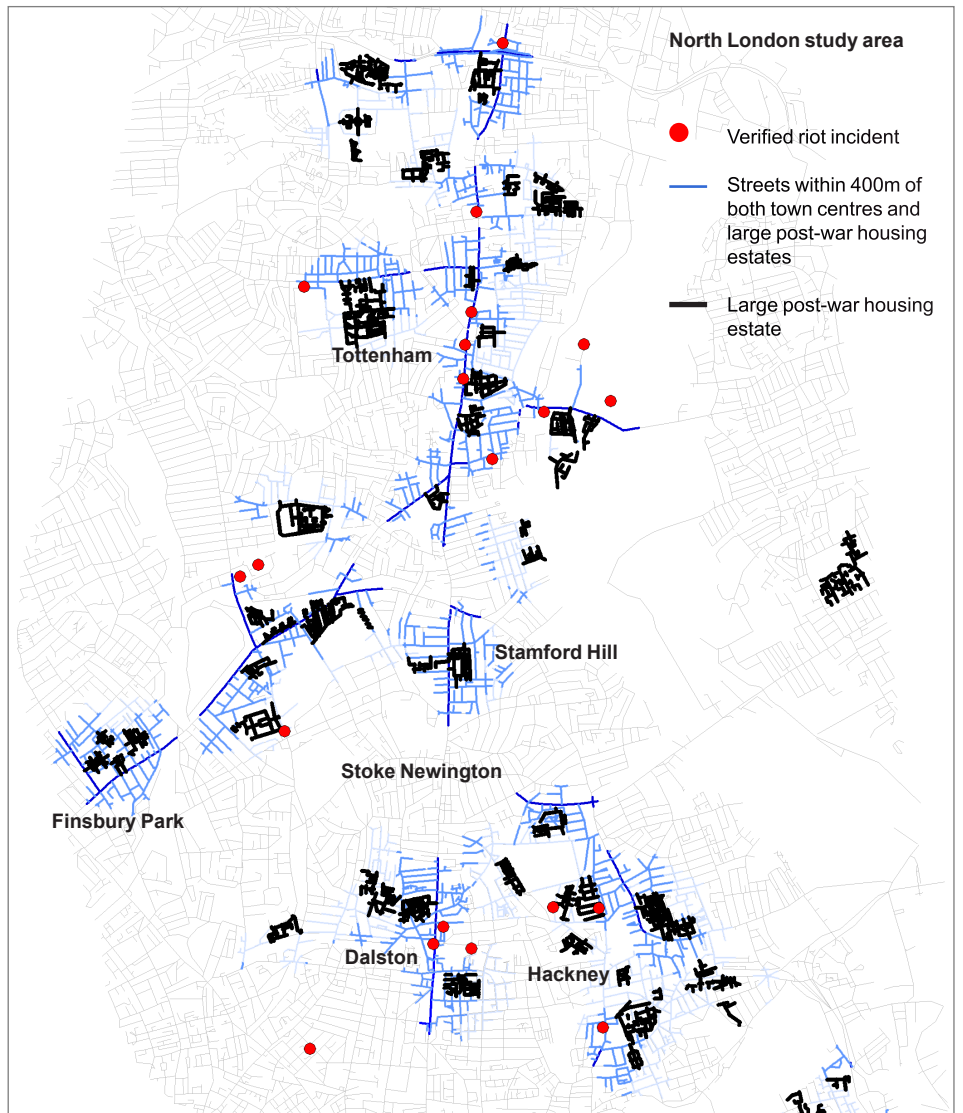 North London study area
Verified riot incident
Streets within 400m of
both town centres and
large post-war housing
estates
Large post-war housing
estate
Tottenham
Stamford Hill
Stoke Newington
Finsbury Park
Dalston
Hackney